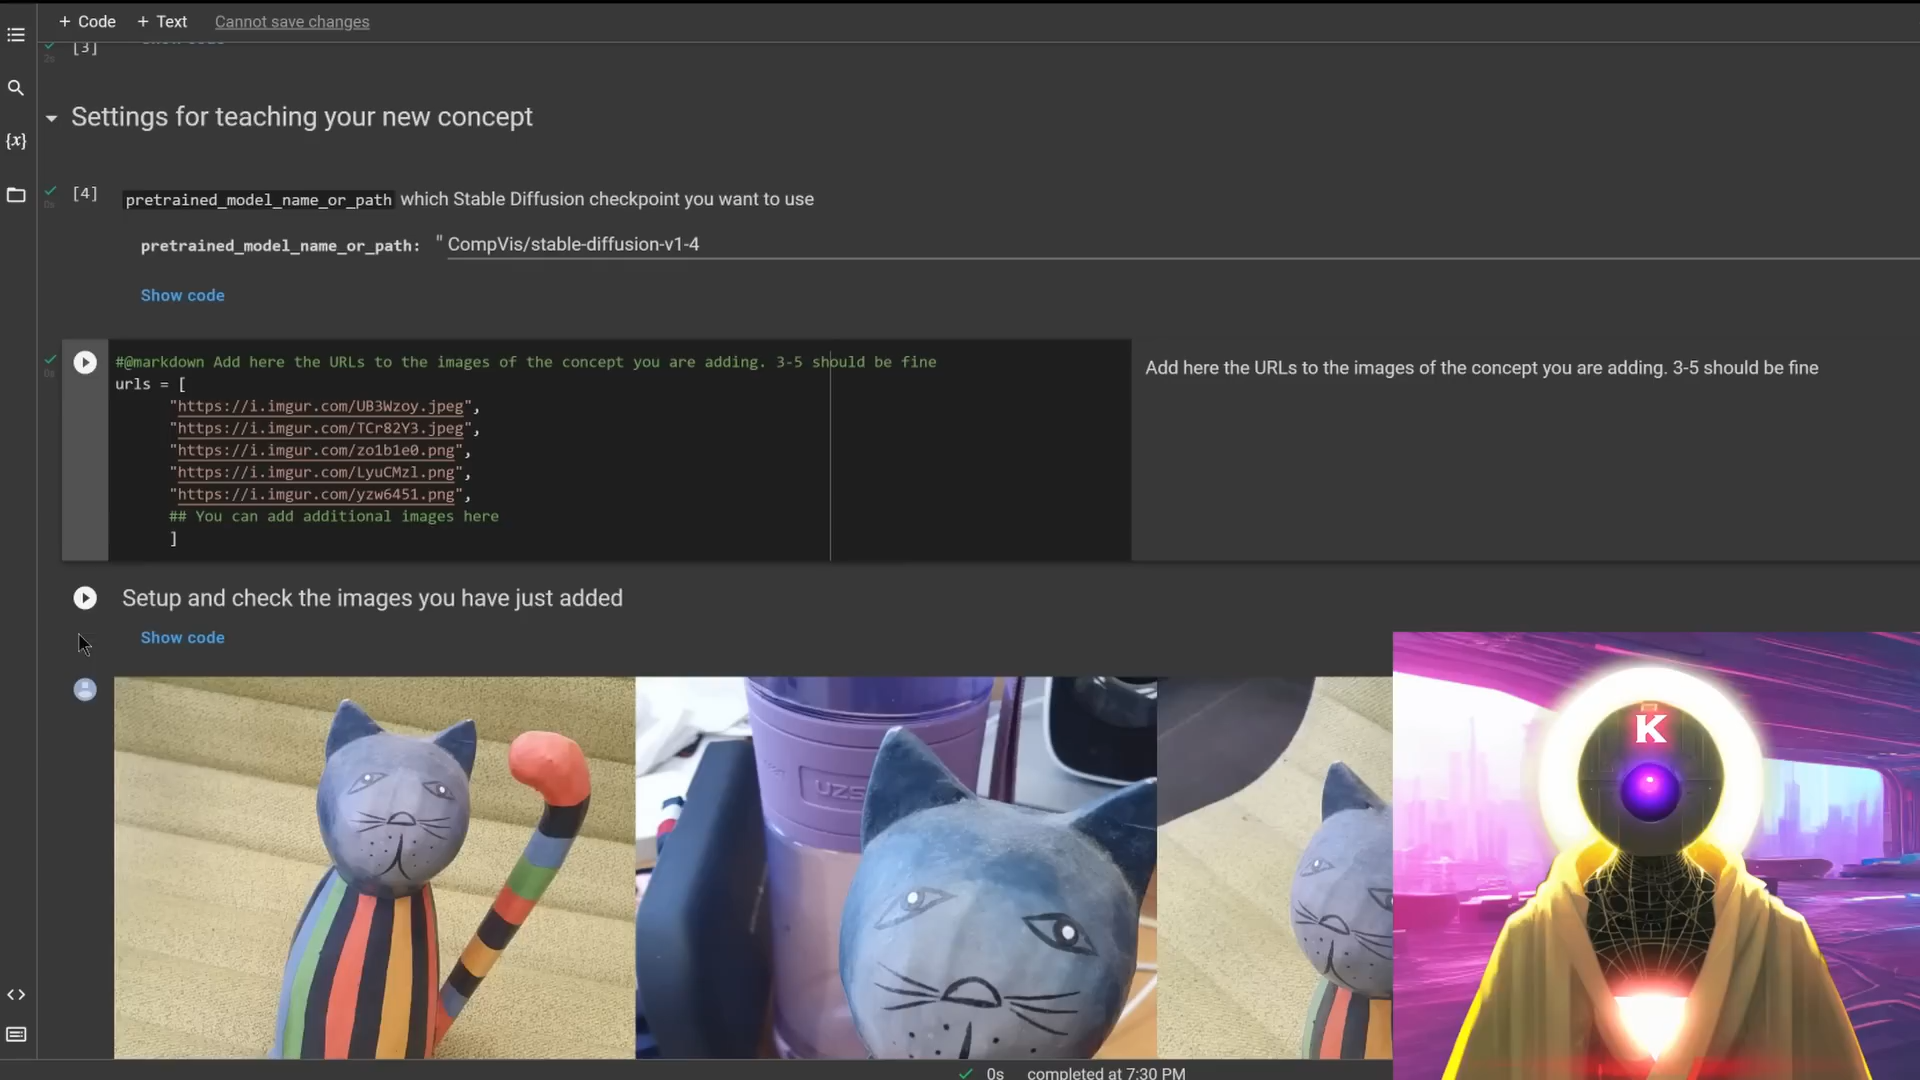 + Code + Text Cannot save changes
[3]
2s
Settings for teaching your new concept
[4] pretrained_model_name_or_path which Stable Diffusion checkpoint you want to use
0s
pretrained_model_name_or_path: " CompVis/stable-diffusion-v1-4
Show code
#@markdown Add here the URLs to the images of the concept you are adding. 3-5 should be fine
Add here the URLs to the images of the concept you are adding. 3-5 should be fine
0s
urls = [
"https://i.imgur.com/UB3Wzoy.jpeg",
"https://i.imgur.com/TCr82Y3.jpeg",
"https://i.imgur.com/zo1b1e0.png",
"https://i.imgur.com/LyuCMzl.png",
"https://i.imgur.com/yzw6451.png",
## You can add additional images here
]
Setup and check the images you have just added
Show code
UZS
K
0s completed at 7:30 PM